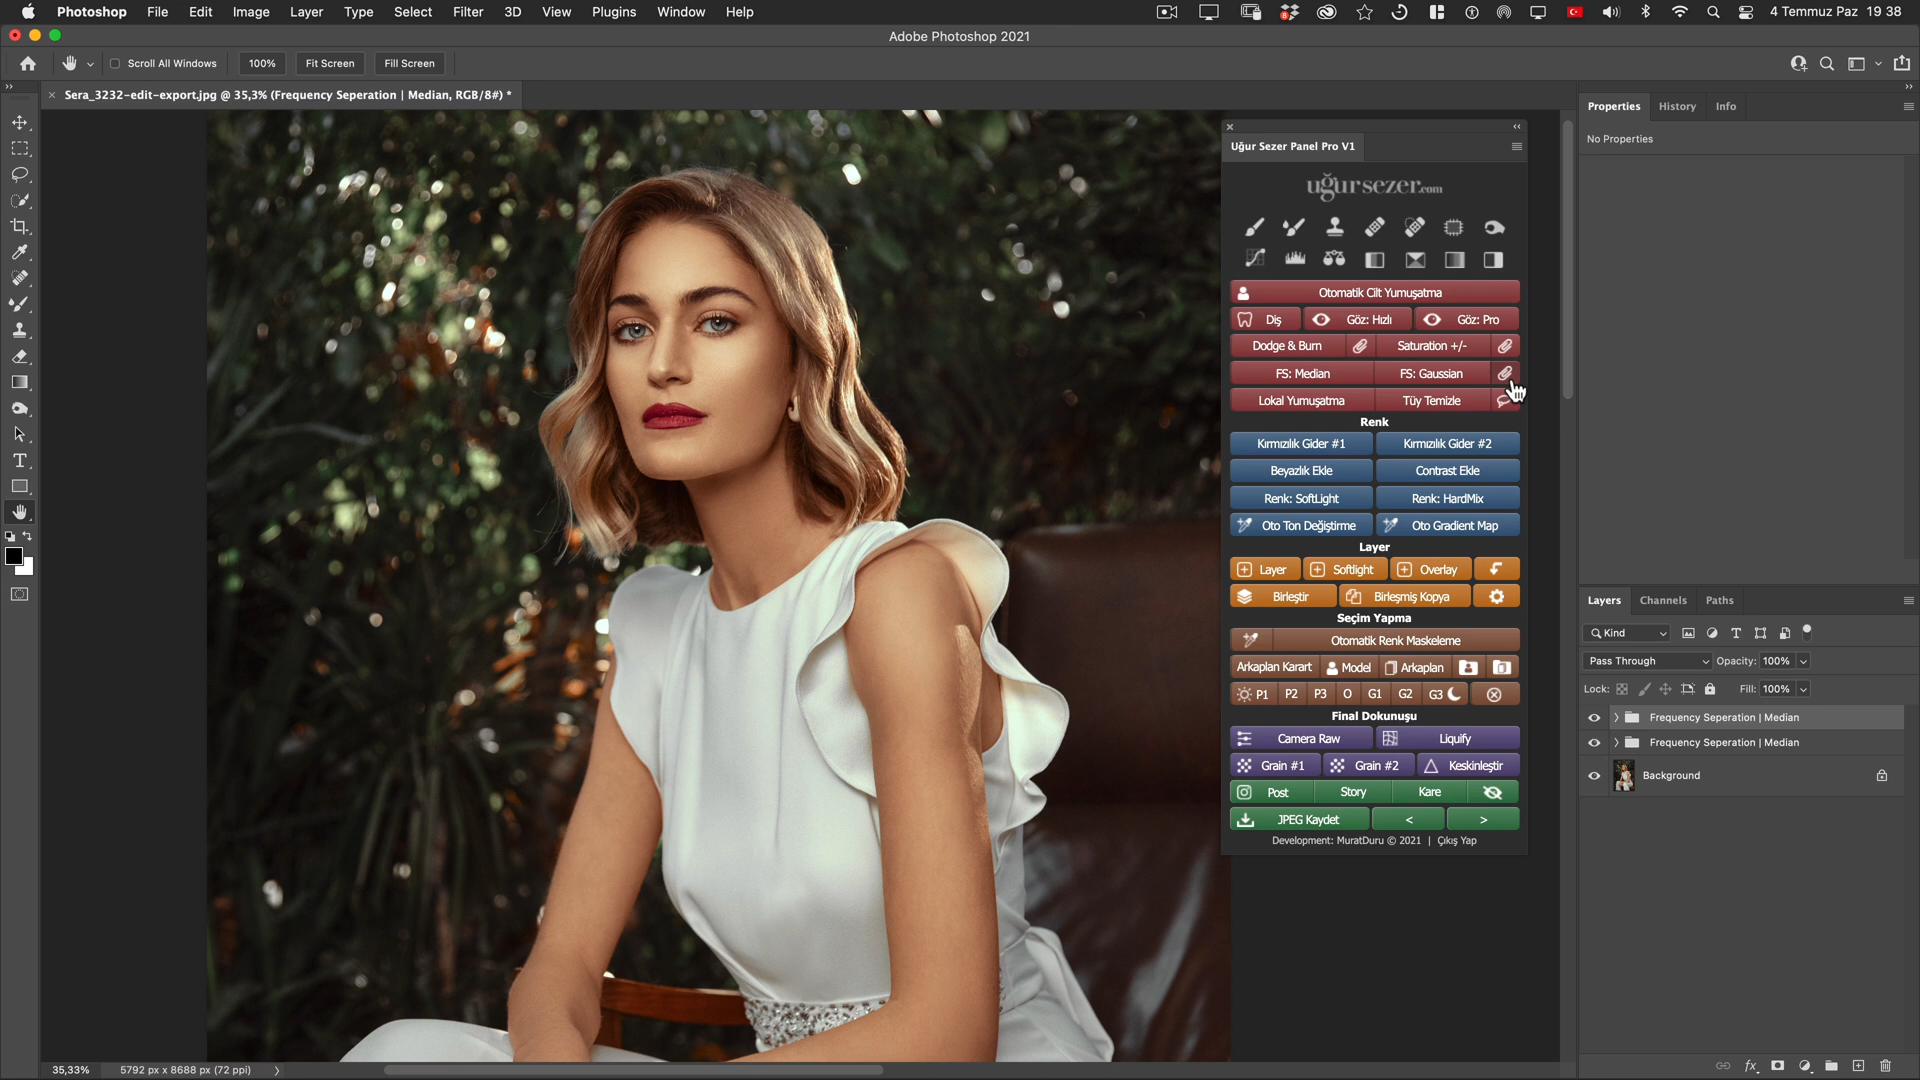 Photoshop File Edit Image Layer Type Select Filter 3D View Plugins Window Help 8 4 Temmuz Paz 19 38
Adobe Photoshop 2021
Scroll All Windows 100% Fit Screen Fill Screen
Sera_3232-edit-export.jpg @ 35,3% (Frequency Seperation | Median, RGB/8#) *
Uğur Sezer Panel Pro V1
uğursezer.com
Otomatik Cilt Yumuşatma
Diş Göz: Hızlı Göz: Pro
Dodge & Burn Saturation +/-
FS: Median FS: Gaussian
Lokal Yumuşatma Tüy Temizle
Renk
Kırmızılık Gider #1 Kırmızılık Gider #2
Beyazlık Ekle Contrast Ekle
Renk: SoftLight Renk: HardMix
Oto Ton Değiştirme Oto Gradient Map
Layer
Layer Softlight Overlay
Birleştir Birleşmiş Kopya
Seçim Yapma
Otomatik Renk Maskeleme
Arkaplan Karart Model Arkaplan
P1 P2 P3 O G1 G2 G3
Final Dokunuşu
Camera Raw Liquify
Grain #1 Grain #2 Keskinleştir
Post Story Kare
JPEG Kaydet < >
Development: MuratDuru © 2021 | Çıkış Yap
Properties History Info
No Properties
Layers Channels Paths
Kind
Pass Through Opacity: 100%
Lock: Fill: 100%
Frequency Seperation | Median
Frequency Seperation | Median
Background
35,33% 5792 px x 8688 px (72 ppi)
fx